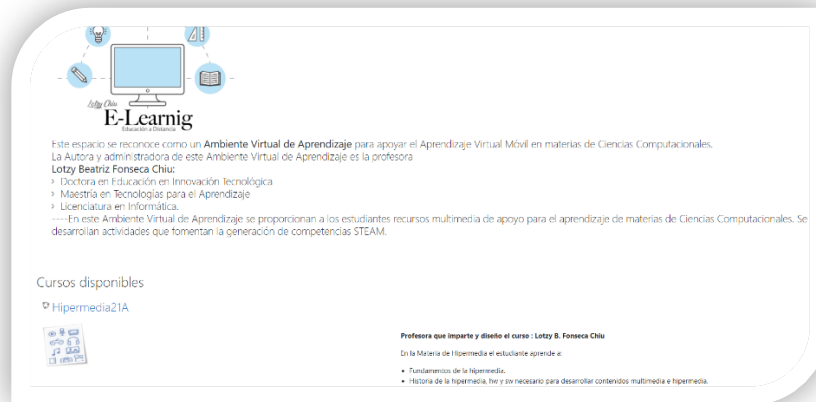 Lotzy Chiu
E-Learnig
Educación a Distancia
Este espacio se reconoce como un Ambiente Virtual de Aprendizaje para apoyar el Aprendizaje Virtual Móvil en materias de Ciencias Computacionales.
La Autora y administradora de este Ambiente Virtual de Aprendizaje es la profesora
Lotzy Beatriz Fonseca Chiu:
> Doctora en Educación en Innovación Tecnológica
> Maestría en Tecnologías para el Aprendizaje
> Licenciatura en Informática.
----En este Ambiente Virtual de Aprendizaje se proporcionan a los estudiantes recursos multimedia de apoyo para el aprendizaje de materias de Ciencias Computacionales. Se
desarrollan actividades que fomentan la generación de competencias STEAM.
Cursos disponibles
Hipermedia21A
Profesora que imparte y diseño el curso : Lotzy B. Fonseca Chiu
En la Materia de Hipermedia el estudiante aprende a:
• Fundamentos de la hipermedia.
• Historia de la hipermedia, hw y sw necesario para desarrollar contenidos multimedia e hipermedia.